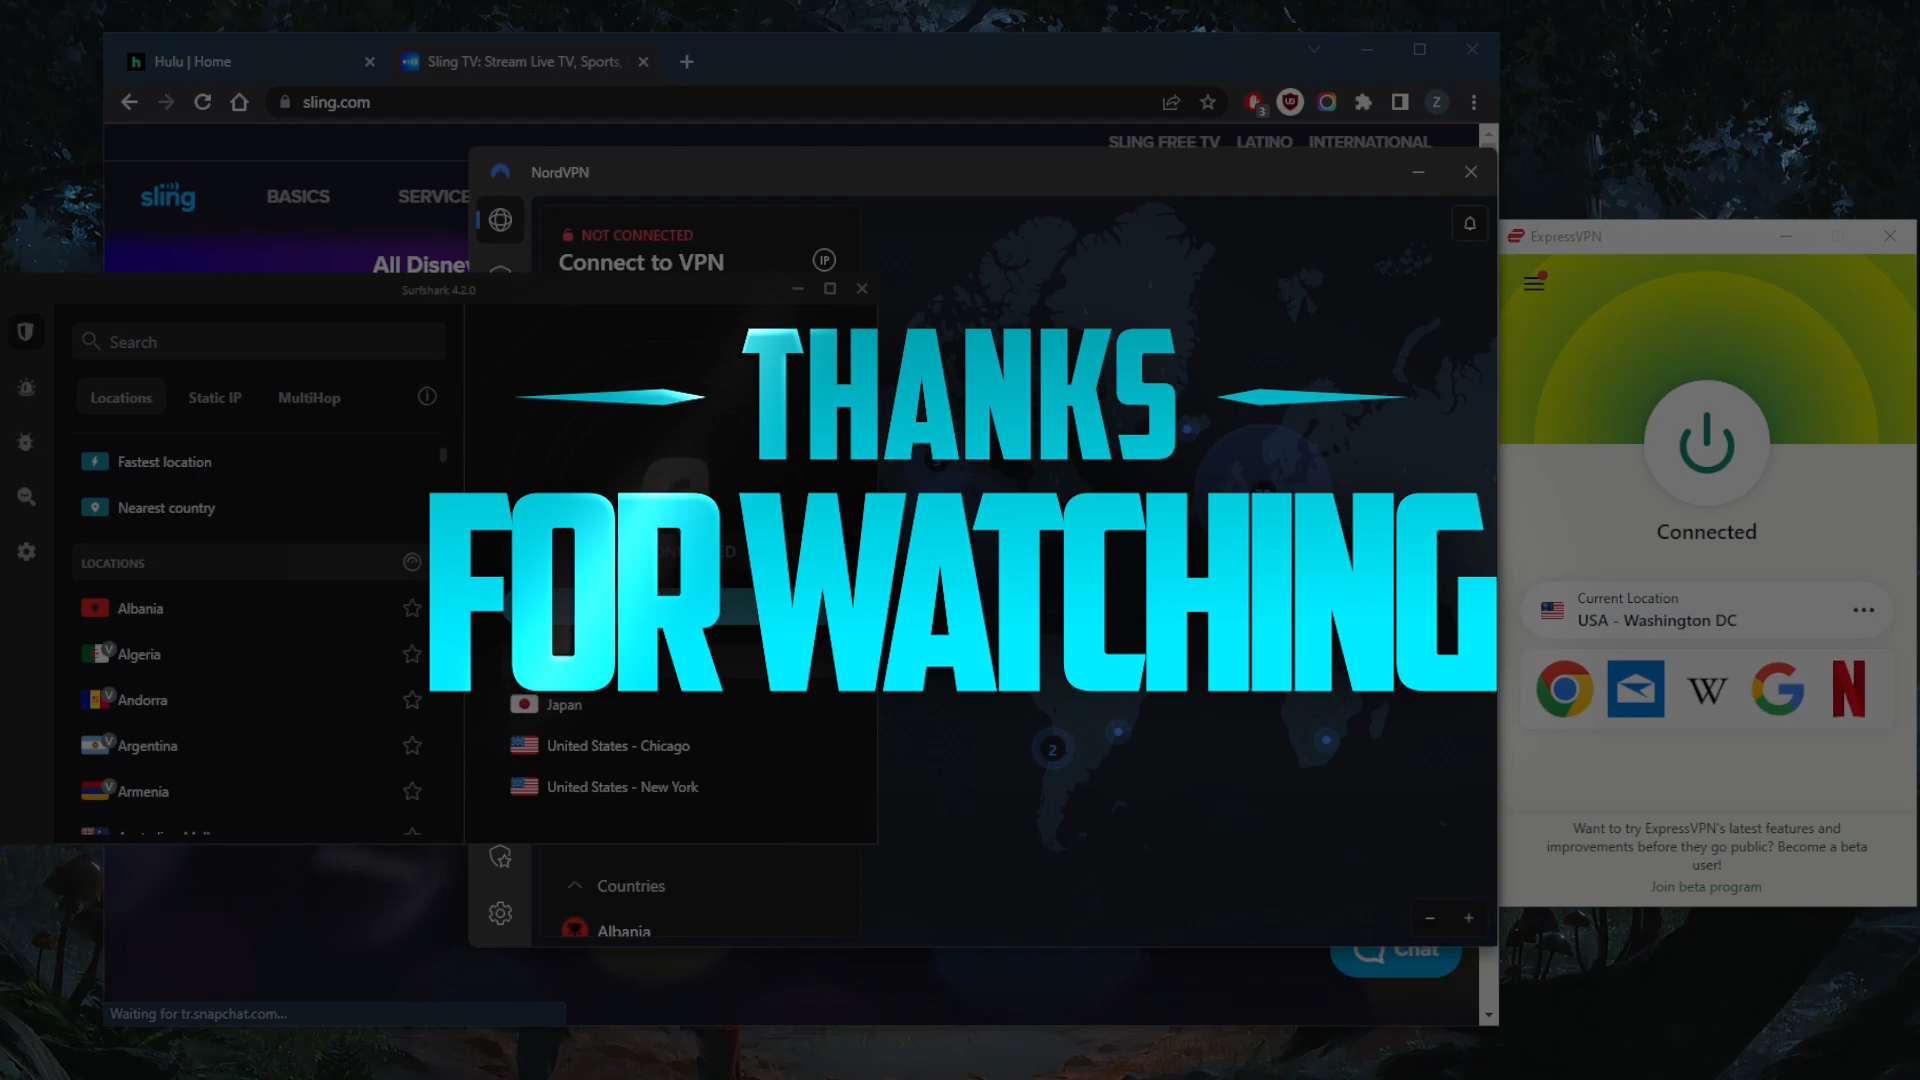 Hulu | Home
Sling TV: Stream Live TV, Sports,
sling.com
3
UD
Z
SLING FREE TV LATINO INTERNATIONAL
sling
BASICS
SERVICE
All Disney
NordVPN
NOT CONNECTED
Connect to VPN
IP
Surfshark 4.2.0
Search
Locations
Static IP
MultiHop
Fastest location
Nearest country
LOCATIONS
Albania
Algeria
Andorra
Argentina
Armenia
THANKS
FOR WATCHING
Japan
United States - Chicago
United States - New York
2
Countries
Albania
Chat
Waiting for tr.snapchat.com...
ExpressVPN
Connected
Current Location
USA - Washington DC
W
G
N
Want to try ExpressVPN's latest features and
improvements before they go public? Become a beta
user!
Join beta program